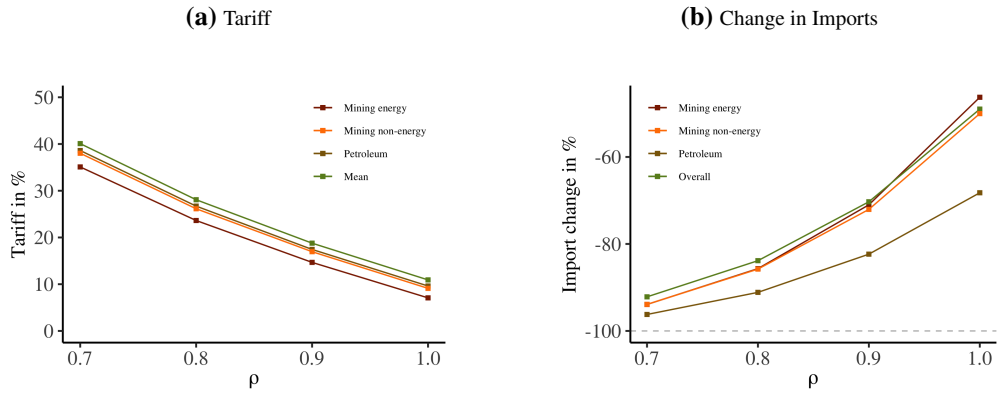 (a) Tariff
50
40
30
20
10
0
Tariff in %
0.7 0.8 0.9 1.0
ρ
Mining energy
Mining non-energy
Petroleum
Mean
(b) Change in Imports
-60
-80
-100
Import change in %
0.7 0.8 0.9 1.0
ρ
Mining energy
Mining non-energy
Petroleum
Overall